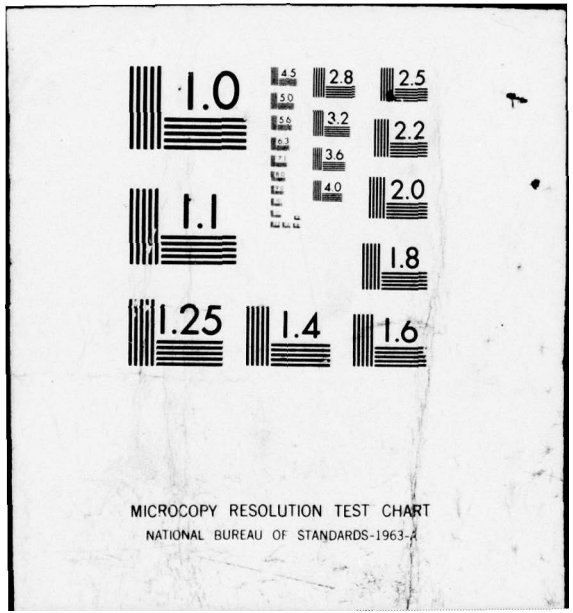 1.0 4.5 2.8 2.5
5.0
5.6 3.2 2.2
6.3 3.6
4.0 2.0
1.1
1.8
1.25 1.4 1.6
MICROCOPY RESOLUTION TEST CHART
NATIONAL BUREAU OF STANDARDS-1963-A